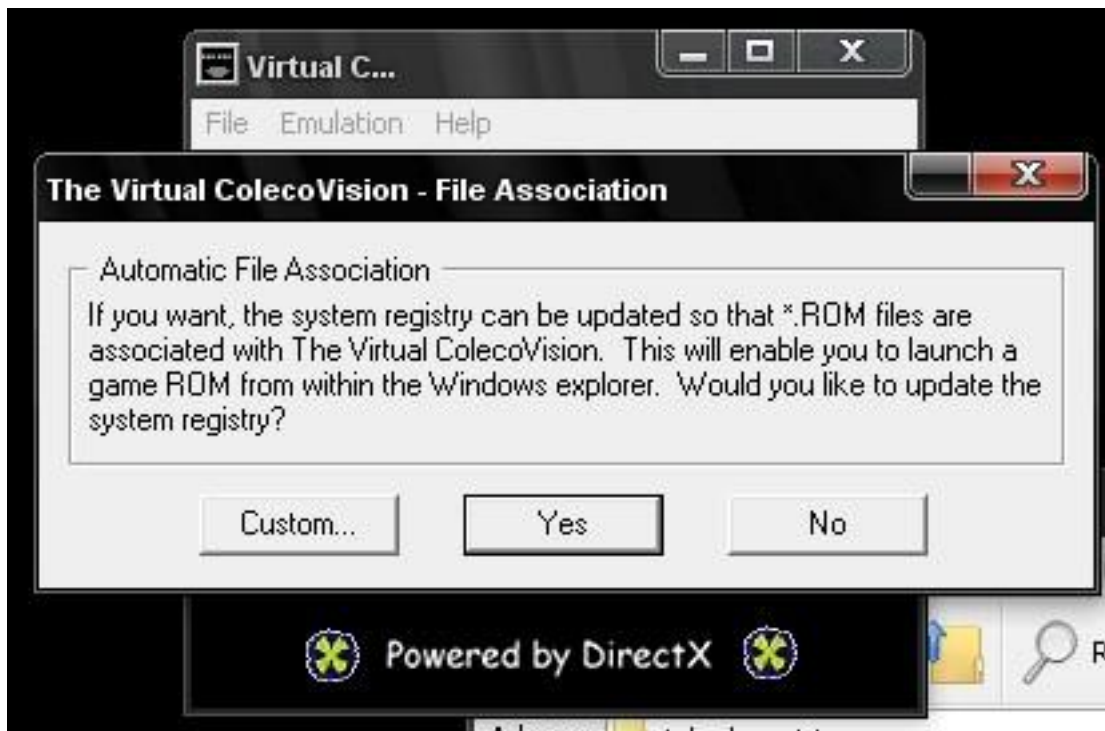 Virtual C...
File Emulation Help
The Virtual ColecoVision - File Association
Automatic File Association
If you want, the system registry can be updated so that *.ROM files are
associated with The Virtual ColecoVision. This will enable you to launch a
game ROM from within the Windows explorer. Would you like to update the
system registry?
Custom... Yes No
Powered by DirectX
R